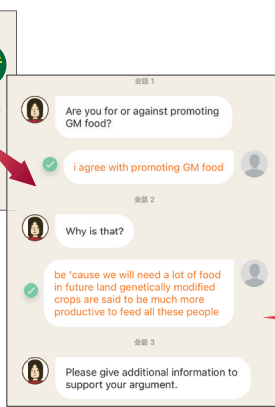 会話 1
Are you for or against promoting
GM food?
i agree with promoting GM food
会話 2
Why is that?
be 'cause we will need a lot of food
in future land genetically modified
crops are said to be much more
productive to feed all these people
会話 3
Please give additional information to
support your argument.